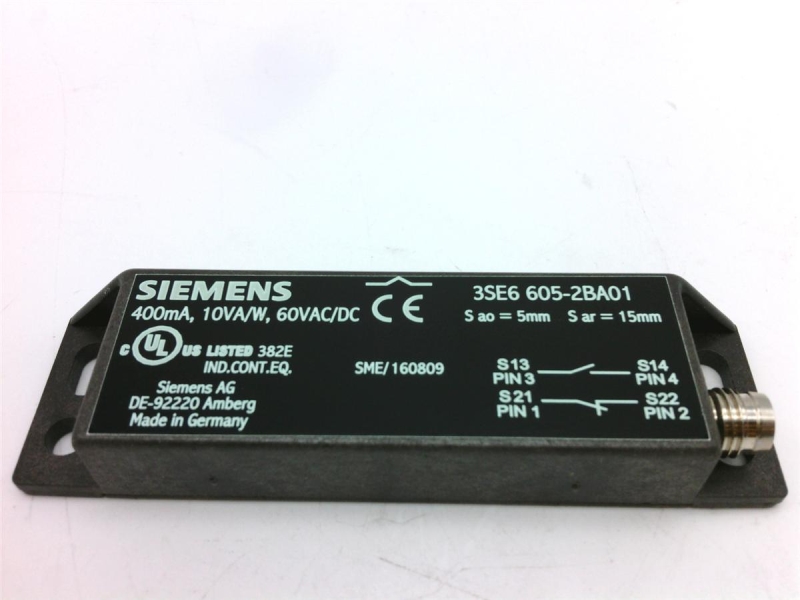 SIEMENS
400mA, 10VA/W, 60VAC/DC
CE
3SE6 605-2BA01
S ao = 5mm S ar = 15mm
C UL US LISTED 382E
IND.CONT.EQ.
SME/160809
Siemens AG
DE-92220 Amberg
Made in Germany
S13 S14
PIN 3 PIN 4
S21 S22
PIN 1 PIN 2